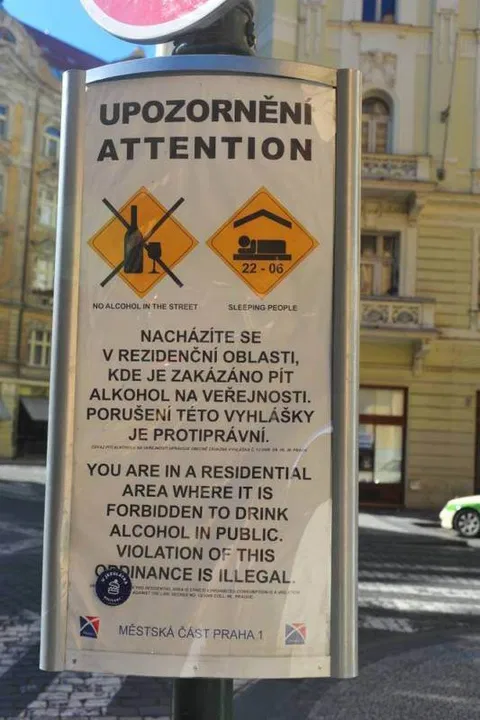 UPOZORNĚNÍ
ATTENTION
22 - 06
NO ALCOHOL IN THE STREET
SLEEPING PEOPLE
NACHÁZÍTE SE
V REZIDENČNÍ OBLASTI,
KDE JE ZAKÁZÁNO PÍT
ALKOHOL NA VEŘEJNOSTI.
PORUŠENÍ TÉTO VYHLÁŠKY
JE PROTIPRÁVNÍ.
YOU ARE IN A RESIDENTIAL
AREA WHERE IT IS
FORBIDDEN TO DRINK
ALCOHOL IN PUBLIC.
VIOLATION OF THIS
ORDINANCE IS ILLEGAL.
MĚSTSKÁ ČÁST PRAHA 1